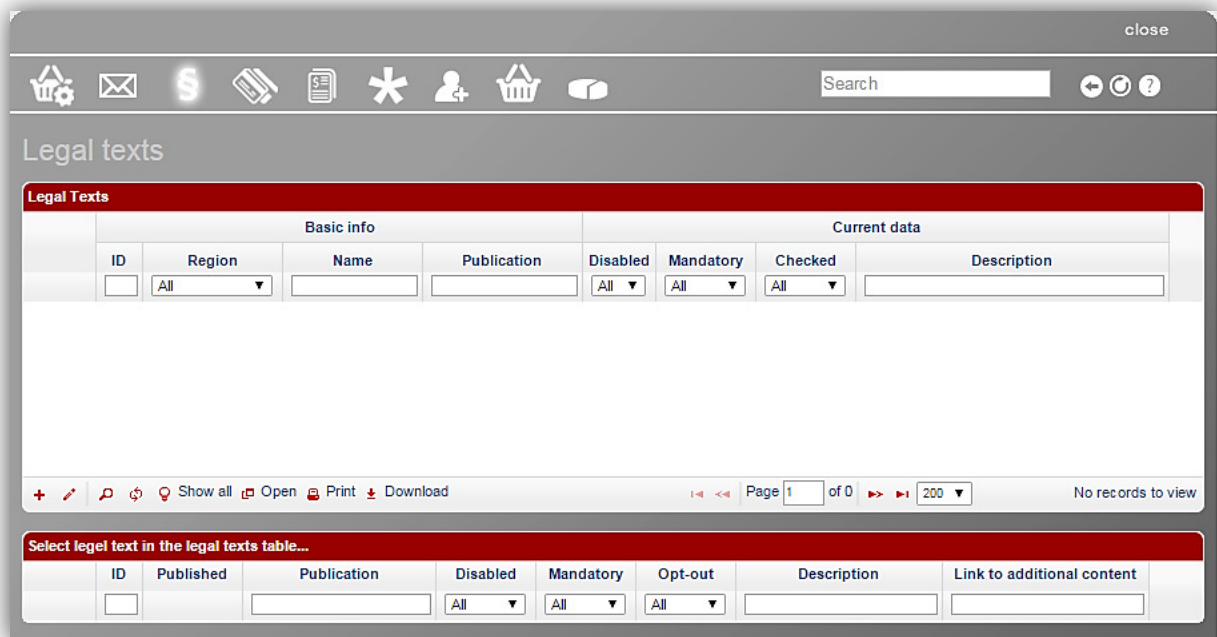 close
§
Search
?
Legal texts
Legal Texts
Basic info Current data
ID Region Name Publication Disabled Mandatory Checked Description
All All All All
Show all Open Print Download Page 1 of 0 200 No records to view
Select legel text in the legal texts table...
ID Published Publication Disabled Mandatory Opt-out Description Link to additional content
All All All